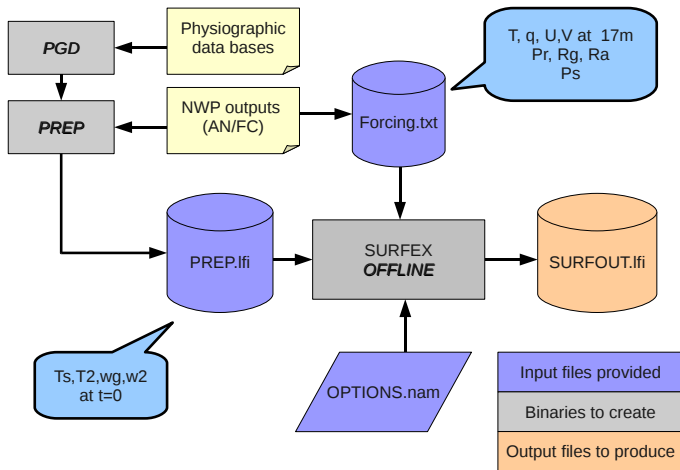 PGD
Physiographic
data bases
T, q, U,V at 17m
Pr, Rg, Ra
Ps
PREP
NWP outputs
(AN/FC)
Forcing.txt
PREP.lfi
SURFEX
OFFLINE
SURFOUT.lfi
Ts,T2,wg,w2
at t=0
OPTIONS.nam
Input files provided
Binaries to create
Output files to produce